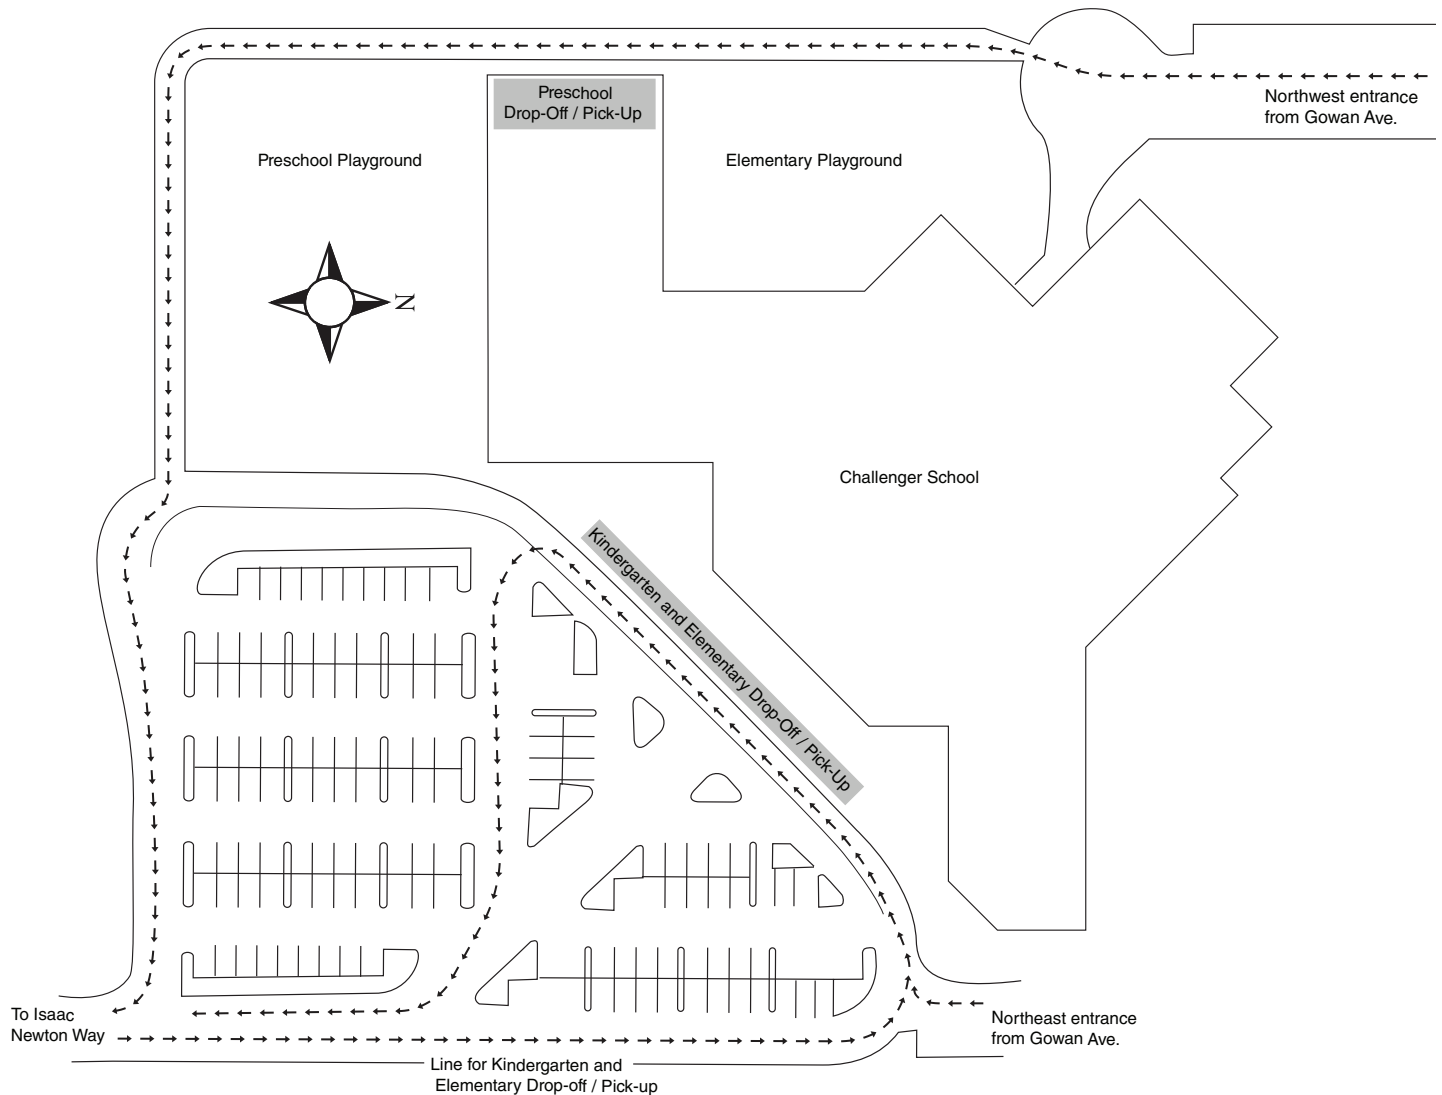 Preschool
Drop-Off / Pick-Up
Northwest entrance
from Gowan Ave.
Preschool Playground
Elementary Playground
N
Challenger School
Kindergarten and Elementary Drop-Off / Pick-Up
To Isaac
Newton Way
Northeast entrance
from Gowan Ave.
Line for Kindergarten and
Elementary Drop-off / Pick-up